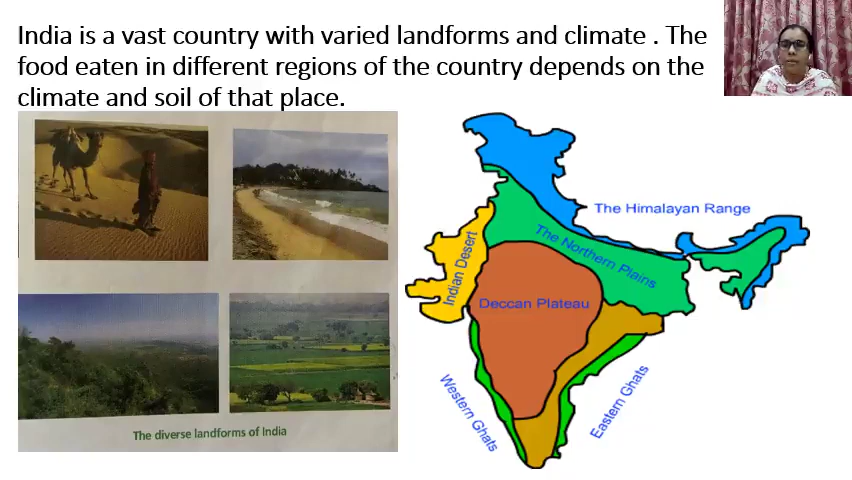 India is a vast country with varied landforms and climate . The
food eaten in different regions of the country depends on the
climate and soil of that place.
The diverse landforms of India
The Himalayan Range
The Northern Plains
Indian Desert
Deccan Plateau
Western Ghats
Eastern Ghats